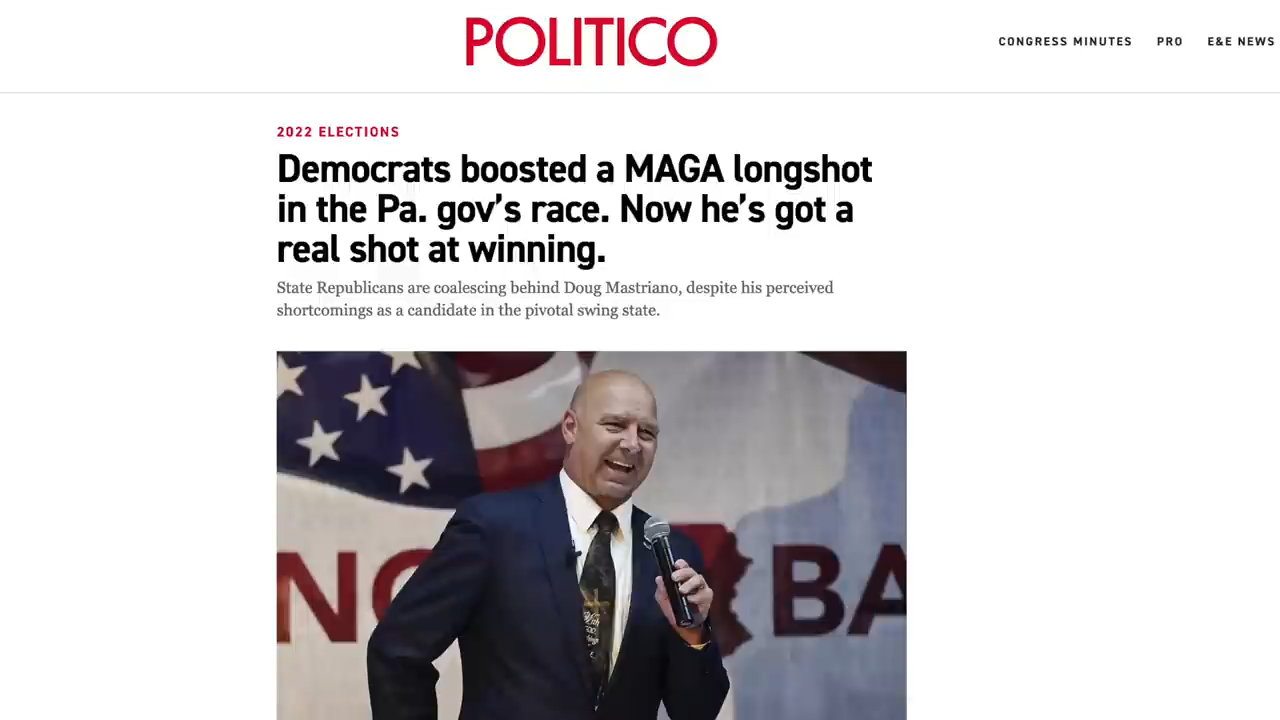 POLITICO
CONGRESS MINUTES PRO E&E NEWS
2022 ELECTIONS
Democrats boosted a MAGA longshot
in the Pa. gov’s race. Now he’s got a
real shot at winning.
State Republicans are coalescing behind Doug Mastriano, despite his perceived
shortcomings as a candidate in the pivotal swing state.
BA